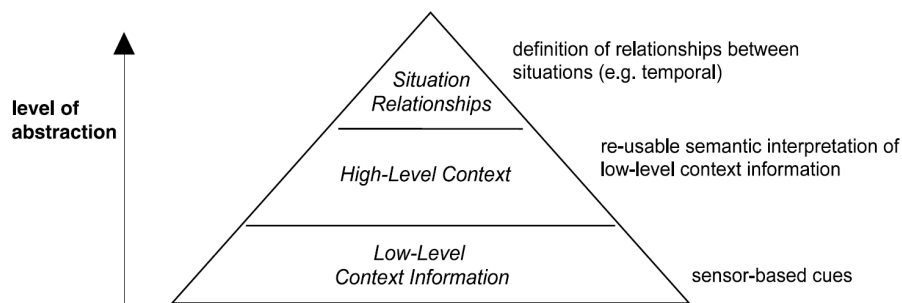 definition of relationships between
situations (e.g. temporal)
Situation
Relationships
level of
abstraction
re-usable semantic interpretation of
low-level context information
High-Level Context
Low-Level
Context Information
sensor-based cues